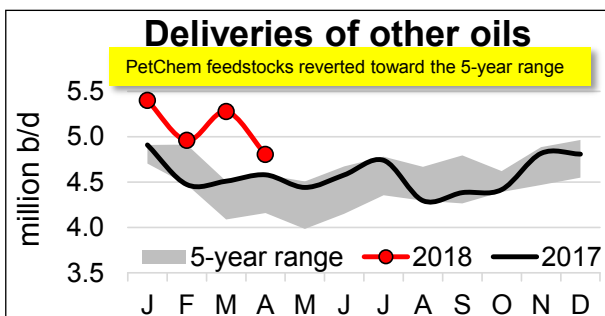 Deliveries of other oils
PetChem feedstocks reverted toward the 5-year range
million b/d
5.5
5.0
4.5
4.0
3.5
5-year range 2018 2017
J F M A M J J A S O N D